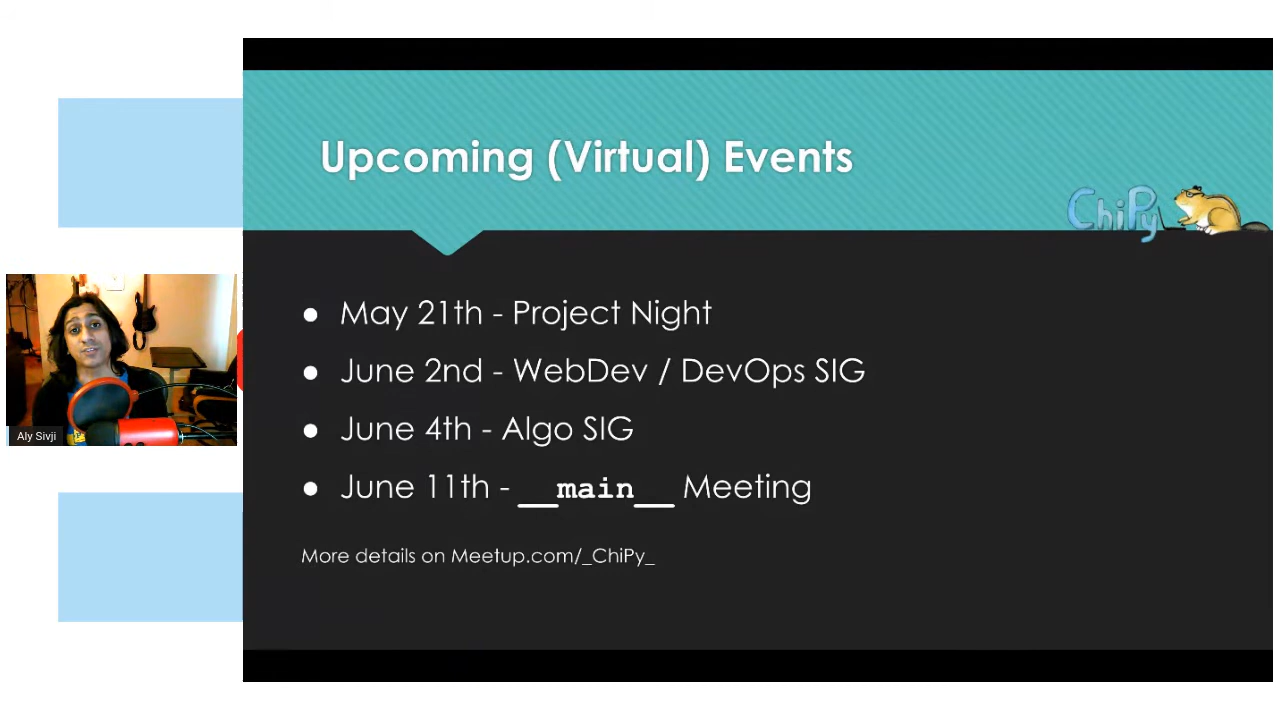 Upcoming (Virtual) Events
ChiPy
● May 21th - Project Night
● June 2nd - WebDev / DevOps SIG
● June 4th - Algo SIG
● June 11th - __main__ Meeting
More details on Meetup.com/_ChiPy_
Aly Sivji